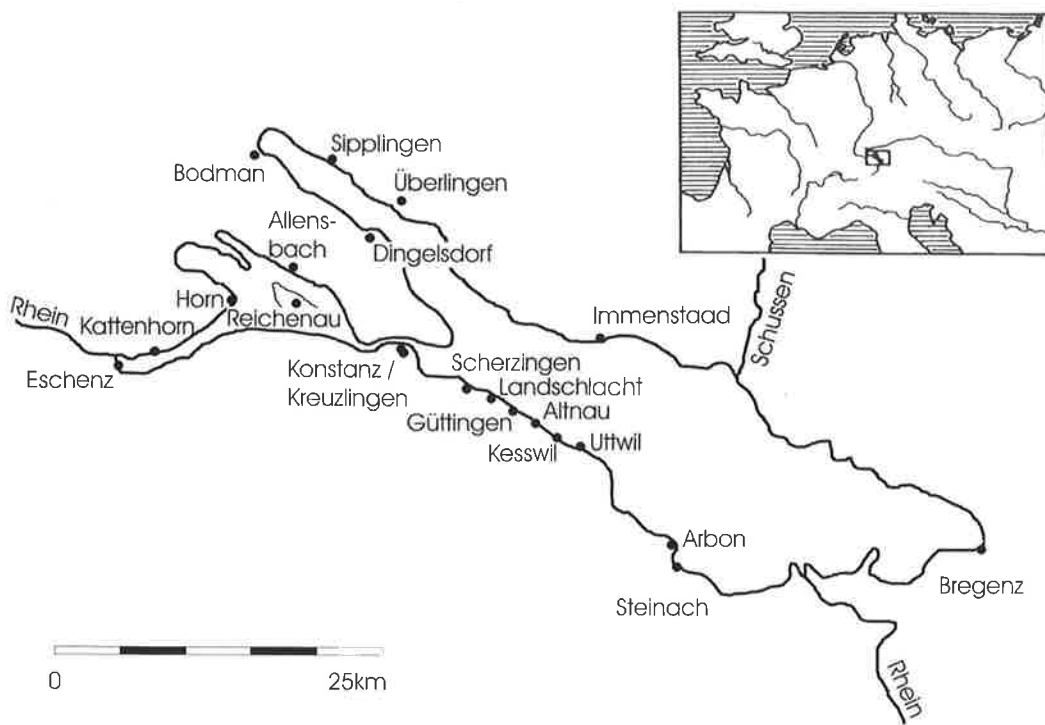 Sipplingen
Bodman
Überlingen
Allens-
bach
Dingelsdorf
Horn
Reichenau
Rhein
Kattenhorn
Eschenz
Immenstaad
Schussen
Konstanz /
Kreuzlingen
Scherzingen
Landschlacht
Güttingen
Altnau
Kesswil
Uttwil
Arbon
Steinach
Bregenz
Rhein
0
25km